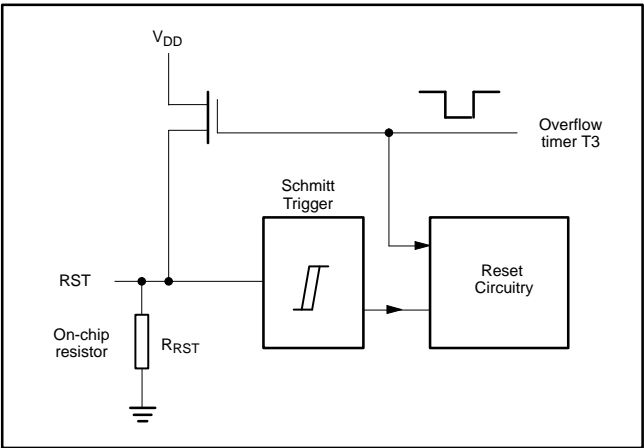 VDD
Overflow
timer T3
Schmitt
Trigger
RST
Reset
Circuitry
On-chip
resistor
RRST